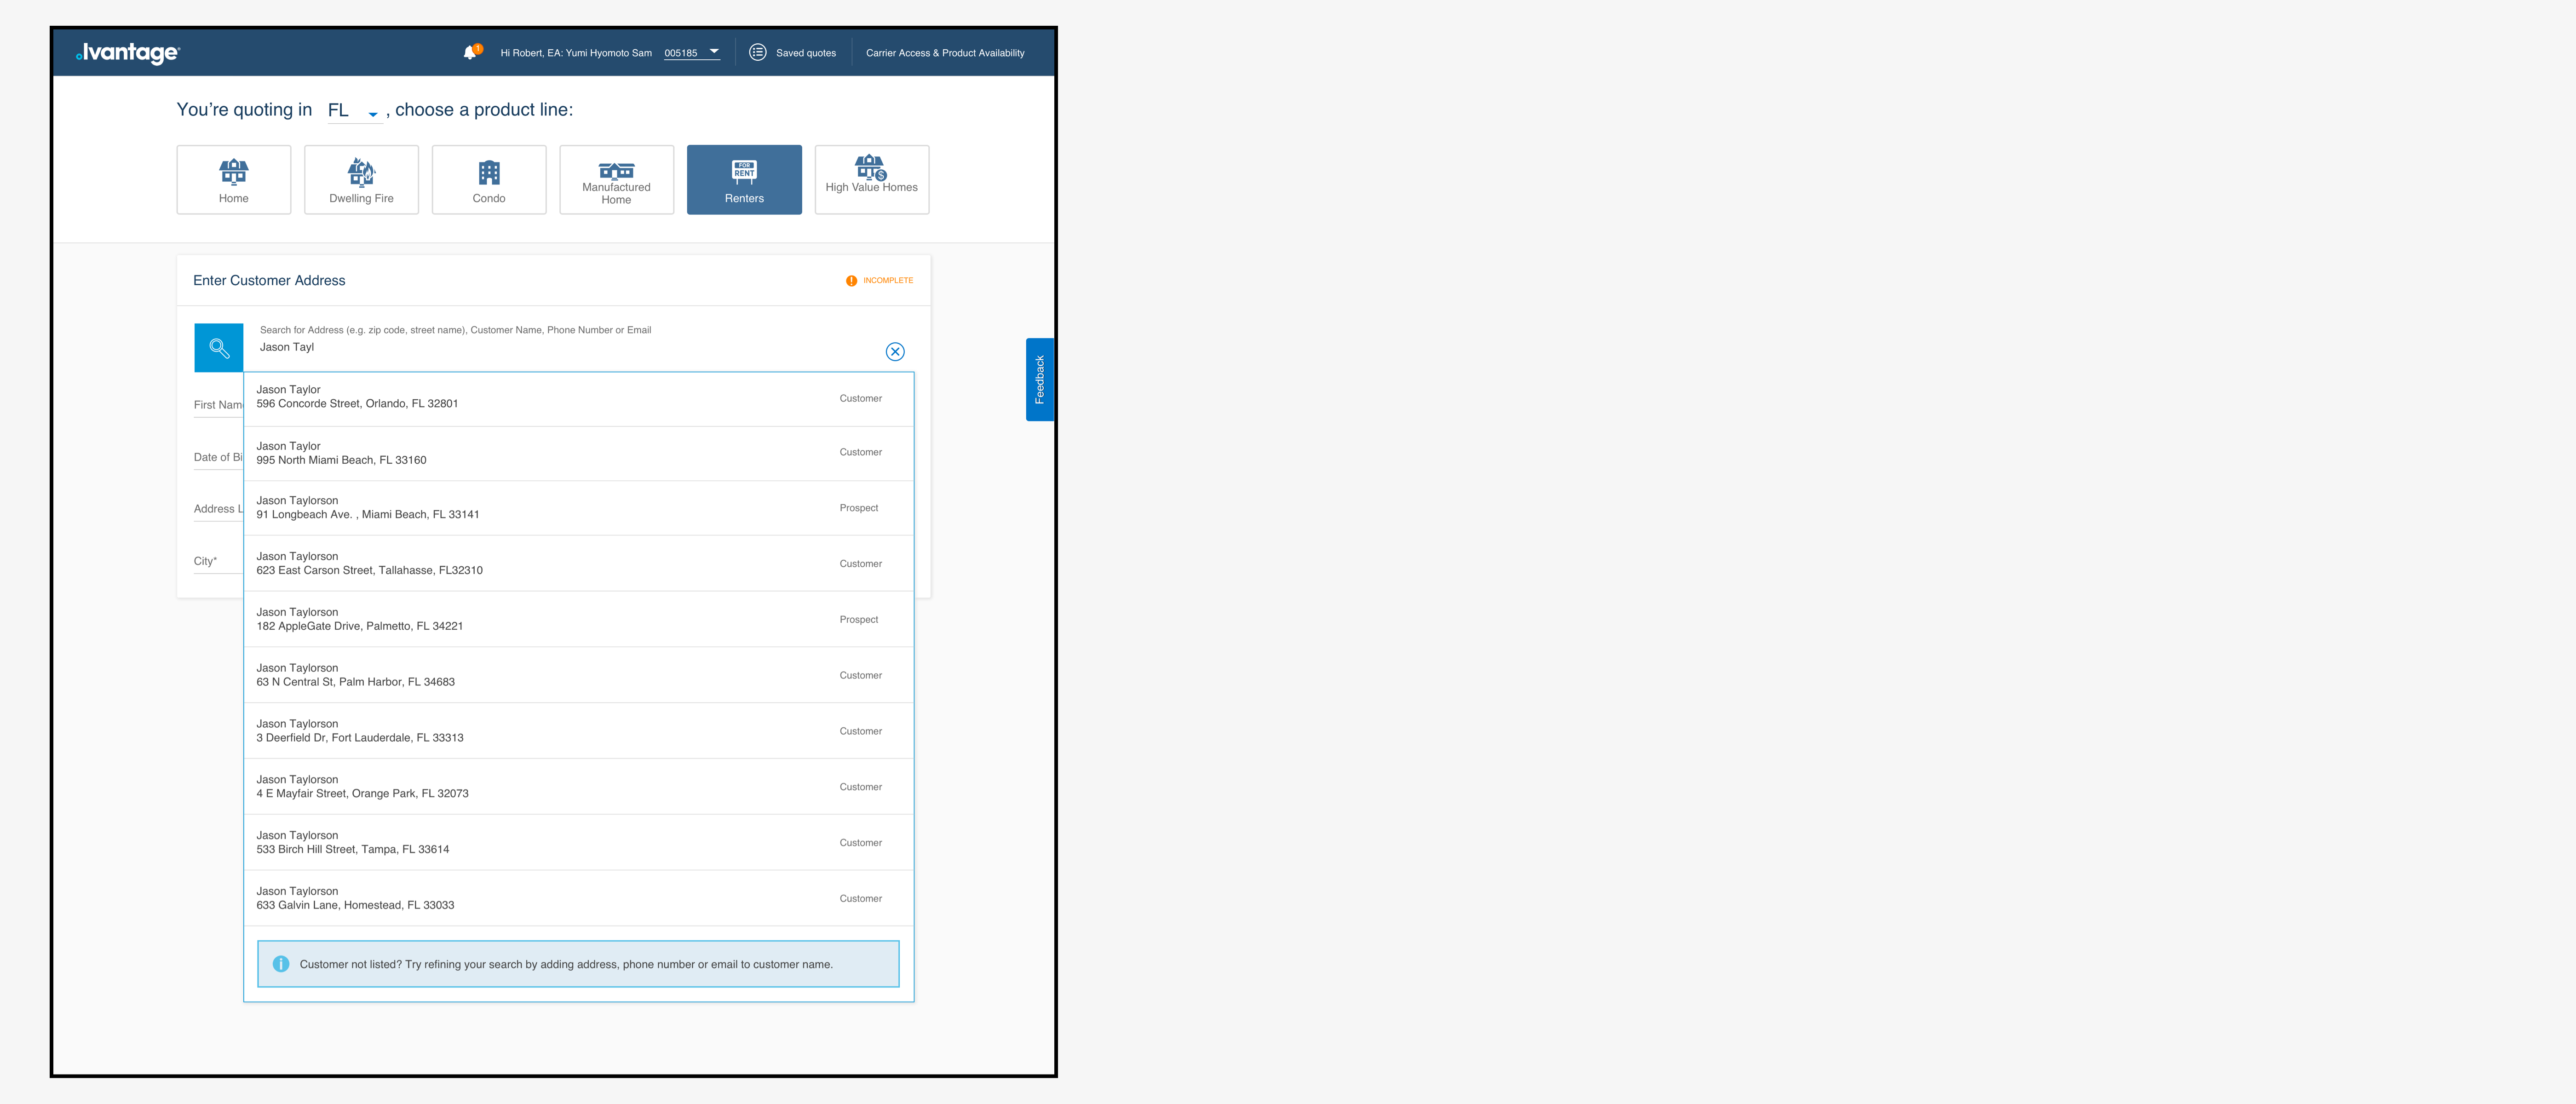 Ivantage
1
Hi Robert, EA: Yumi Hyomoto Sam
005185
Saved quotes
Carrier Access & Product Availability
You're quoting in FL , choose a product line:
Home
Dwelling Fire
Condo
Manufactured
Home
FOR
RENT
Renters
$
High Value Homes
Enter Customer Address
! INCOMPLETE
Search for Address (e.g. zip code, street name), Customer Name, Phone Number or Email
Jason Tayl
Feedback
First Nam
Date of Bi
Address L
City*
Jason Taylor
596 Concorde Street, Orlando, FL 32801
Customer
Jason Taylor
995 North Miami Beach, FL 33160
Customer
Jason Taylorson
91 Longbeach Ave. , Miami Beach, FL 33141
Prospect
Jason Taylorson
623 East Carson Street, Tallahasse, FL32310
Customer
Jason Taylorson
182 AppleGate Drive, Palmetto, FL 34221
Prospect
Jason Taylorson
63 N Central St, Palm Harbor, FL 34683
Customer
Jason Taylorson
3 Deerfield Dr, Fort Lauderdale, FL 33313
Customer
Jason Taylorson
4 E Mayfair Street, Orange Park, FL 32073
Customer
Jason Taylorson
533 Birch Hill Street, Tampa, FL 33614
Customer
Jason Taylorson
633 Galvin Lane, Homestead, FL 33033
Customer
Customer not listed? Try refining your search by adding address, phone number or email to customer name.